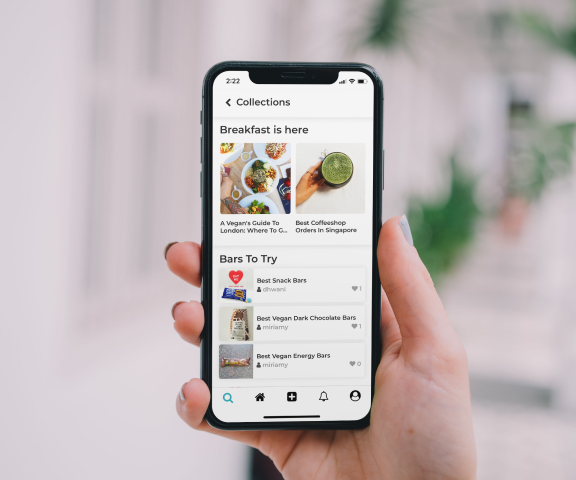 2:22
Collections
Breakfast is here
A Vegan's Guide To
London: Where To G...
Best Coffeeshop
Orders In Singapore
Bars To Try
Best Snack Bars
dhwani
1
Best Vegan Dark Chocolate Bars
miriamy
1
Best Vegan Energy Bars
miriamy
0